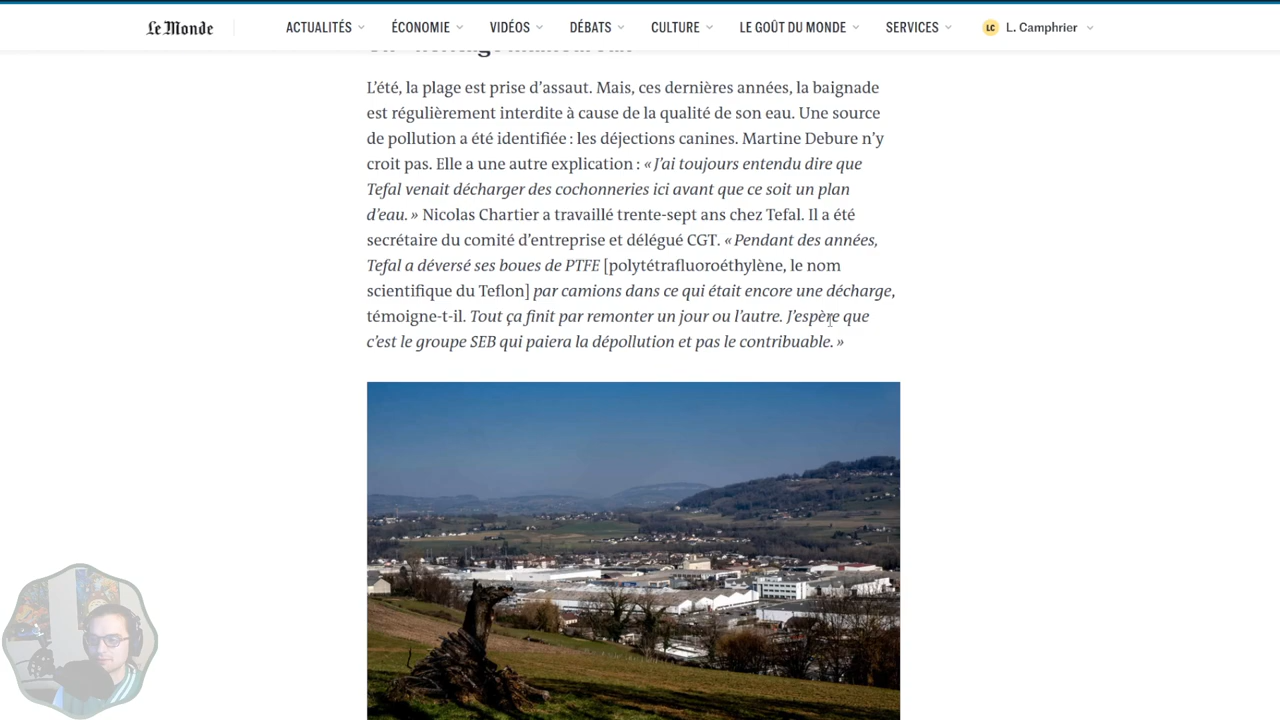 Le Monde
ACTUALITÉS
ÉCONOMIE
VIDÉOS
DÉBATS
CULTURE
LE GOÛT DU MONDE
SERVICES
LC
L. Camphrier
L’été, la plage est prise d’assaut. Mais, ces dernières années, la baignade
est régulièrement interdite à cause de la qualité de son eau. Une source
de pollution a été identifiée : les déjections canines. Martine Debure n’y
croit pas. Elle a une autre explication : « J’ai toujours entendu dire que
Tefal venait décharger des cochonneries ici avant que ce soit un plan
d’eau. » Nicolas Chartier a travaillé trente-sept ans chez Tefal. Il a été
secrétaire du comité d’entreprise et délégué CGT. « Pendant des années,
Tefal a déversé ses boues de PTFE [polytétrafluoroéthylène, le nom
scientifique du Teflon] par camions dans ce qui était encore une décharge,
témoigne-t-il. Tout ça finit par remonter un jour ou l’autre. J’espère que
c’est le groupe SEB qui paiera la dépollution et pas le contribuable. »